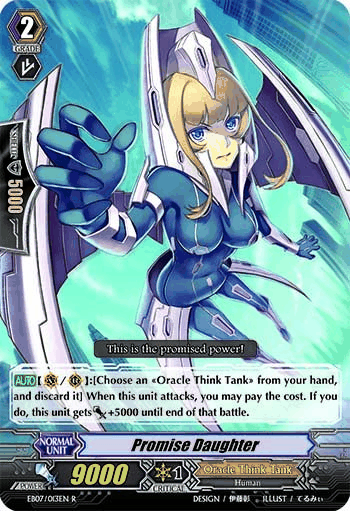 2
GRADE
SHIELD
5000
This is the promised power!
AUTO [ / ]:[Choose an «Oracle Think Tank» from your hand,
and discard it] When this unit attacks, you may pay the cost. If you
do, this unit gets +5000 until end of that battle.
NORMAL UNIT
Promise Daughter
POWER 9000
1 CRITICAL
Oracle Think Tank
Human
EB07/013EN R
DESIGN / 伊藤彰 ILLUST / てるみぃ